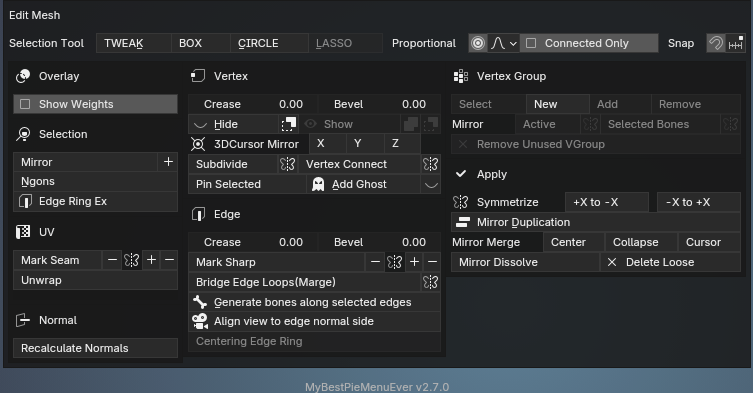 Edit Mesh
Selection Tool TWEAK BOX CIRCLE LASSO Proportional Connected Only Snap
Overlay
Show Weights
Selection
Mirror +
Ngons
Edge Ring Ex
UV
Mark Seam − + −
Unwrap
Normal
Recalculate Normals
Vertex
Crease 0.00 Bevel 0.00
Hide Show
3DCursor Mirror X Y Z
Subdivide Vertex Connect
Pin Selected Add Ghost
Edge
Crease 0.00 Bevel 0.00
Mark Sharp − + −
Bridge Edge Loops(Marge)
Generate bones along selected edges
Align view to edge normal side
Centering Edge Ring
Vertex Group
Select New Add Remove
Mirror Active Selected Bones
Remove Unused VGroup
Apply
Symmetrize +X to -X -X to +X
Mirror Duplication
Mirror Merge Center Collapse Cursor
Mirror Dissolve Delete Loose
MyBestPieMenuEver v2.7.0